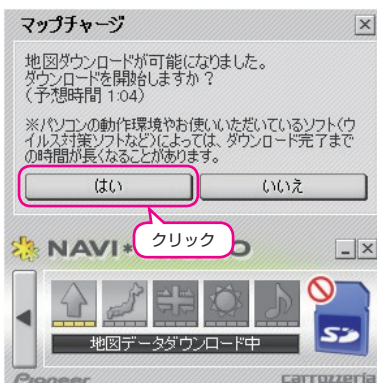 マップチャージ
地図ダウンロードが可能になりました。
ダウンロードを開始しますか？
（予想時間 1:04）
※パソコンの動作環境やお使いいただいているソフト（ウ
イルス対策ソフトなど）によっては、ダウンロード完了まで
の時間が長くなることがあります。
はい
いいえ
クリック
NAVI*
O
地図データダウンロード中
SD
Pioneer
carrozzeria